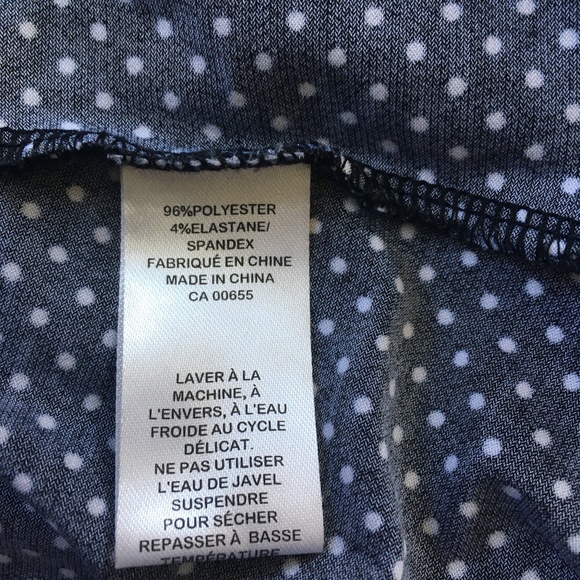 96%POLYESTER
4%ELASTANE/
SPANDEX
FABRIQUÉ EN CHINE
MADE IN CHINA
CA 00655
LAVER À LA
MACHINE, À
L'ENVERS, À L'EAU
FROIDE AU CYCLE
DÉLICAT.
NE PAS UTILISER
L'EAU DE JAVEL
SUSPENDRE
POUR SÉCHER
REPASSER À BASSE
TEMPÉRATURE